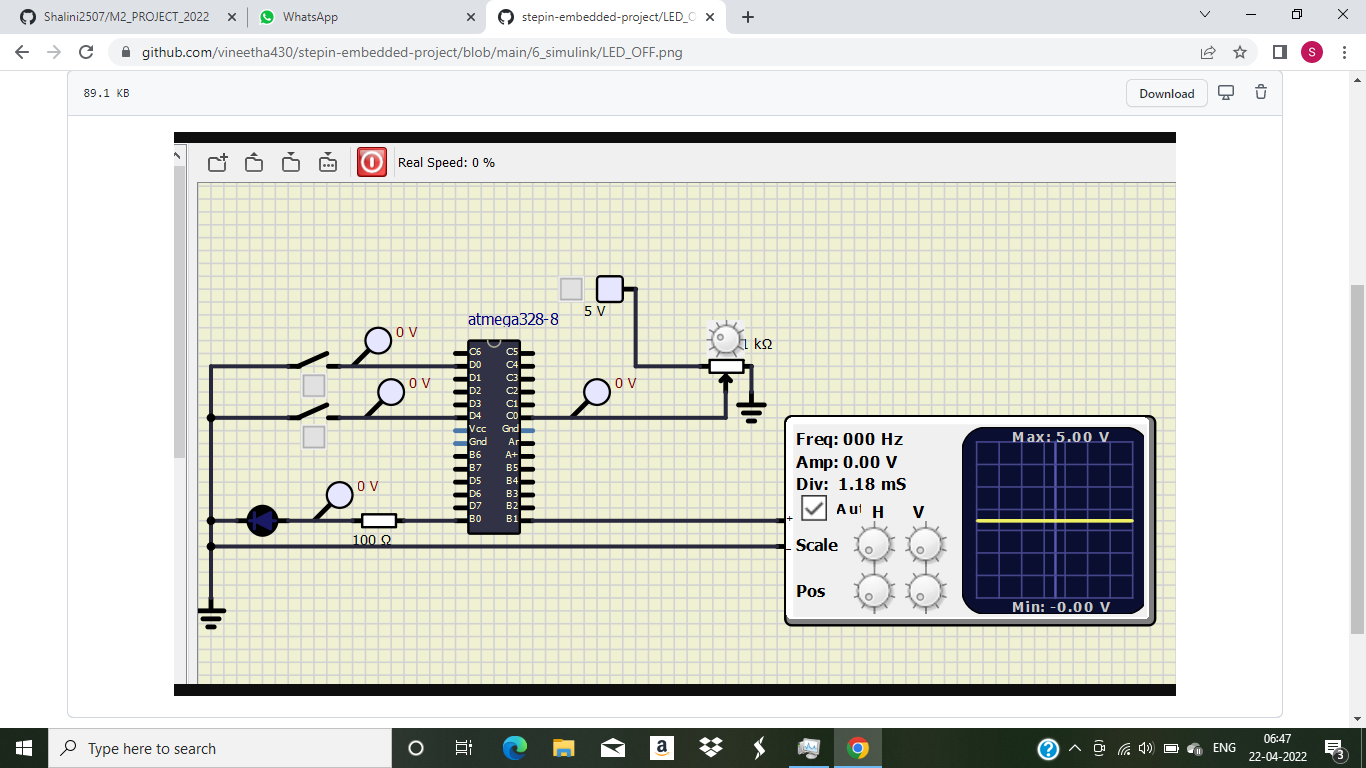 Shalini2507/M2_PROJECT_2022
WhatsApp
stepin-embedded-project/LED_O
github.com/vineetha430/stepin-embedded-project/blob/main/6_simulink/LED_OFF.png
S
89.1 KB
Download
Real Speed: 0 %
5 V
atmega328-8
0 V
1 kΩ
C6 C5
D0 C4
D1 C3
0 V
0 V
D2 C2
D3 C1
D4 C0
Vcc Gnd
Gnd Ar
B6 A+
B7 B5
D5 B4
D6 B3
D7 B2
B0 B1
0 V
100 Ω
Freq: 000 Hz
Amp: 0.00 V
Div: 1.18 mS
Aut H V
+
-
Scale
Pos
Max: 5.00 V
Min: -0.00 V
Type here to search
a
ENG
06:47
22-04-2022
3